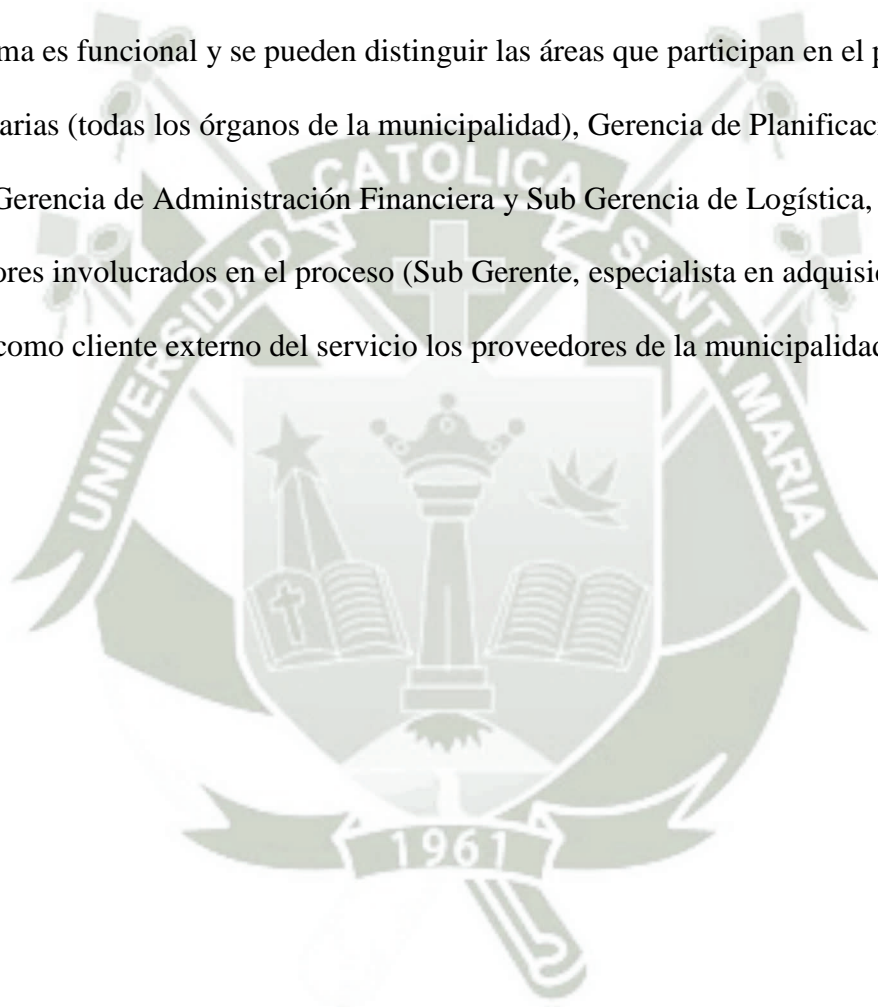 ma es funcional y se pueden distinguir las áreas que participan en el p
arias (todas los órganos de la municipalidad), Gerencia de Planificac
Gerencia de Administración Financiera y Sub Gerencia de Logística,
ores involucrados en el proceso (Sub Gerente, especialista en adquisi
como cliente externo del servicio los proveedores de la municipalidad
UNIVERSIDAD CATOLICA SANTA MARIA
1961